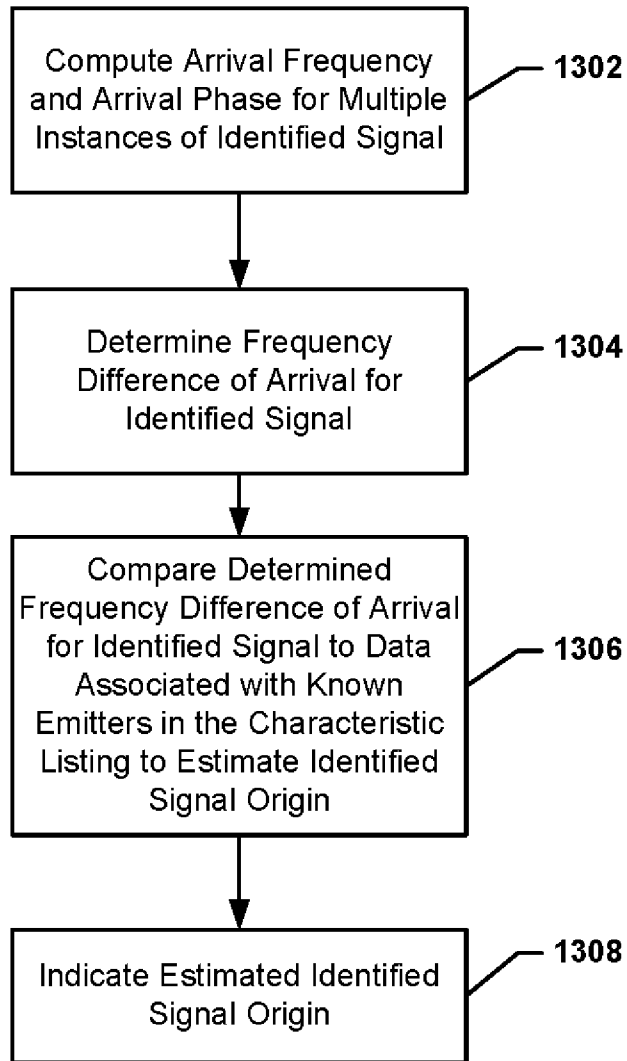 Compute Arrival Frequency
and Arrival Phase for Multiple
Instances of Identified Signal
1302
Determine Frequency
Difference of Arrival for
Identified Signal
1304
Compare Determined
Frequency Difference of Arrival
for Identified Signal to Data
Associated with Known
Emitters in the Characteristic
Listing to Estimate Identified
Signal Origin
1306
Indicate Estimated Identified
Signal Origin
1308